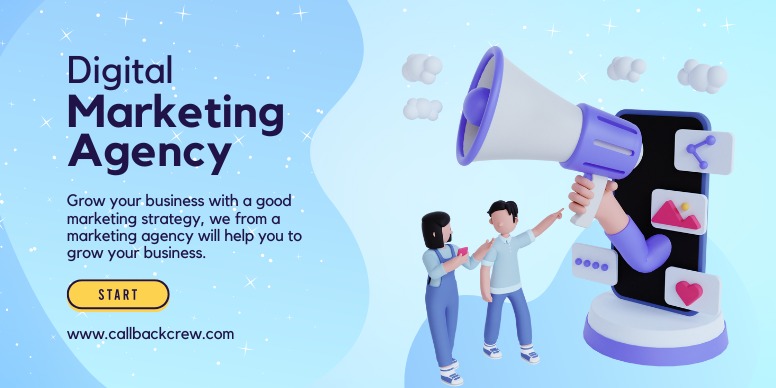 Digital
Marketing
Agency
Grow your business with a good
marketing strategy, we from a
marketing agency will help you to
grow your business.
START
www.callbackcrew.com